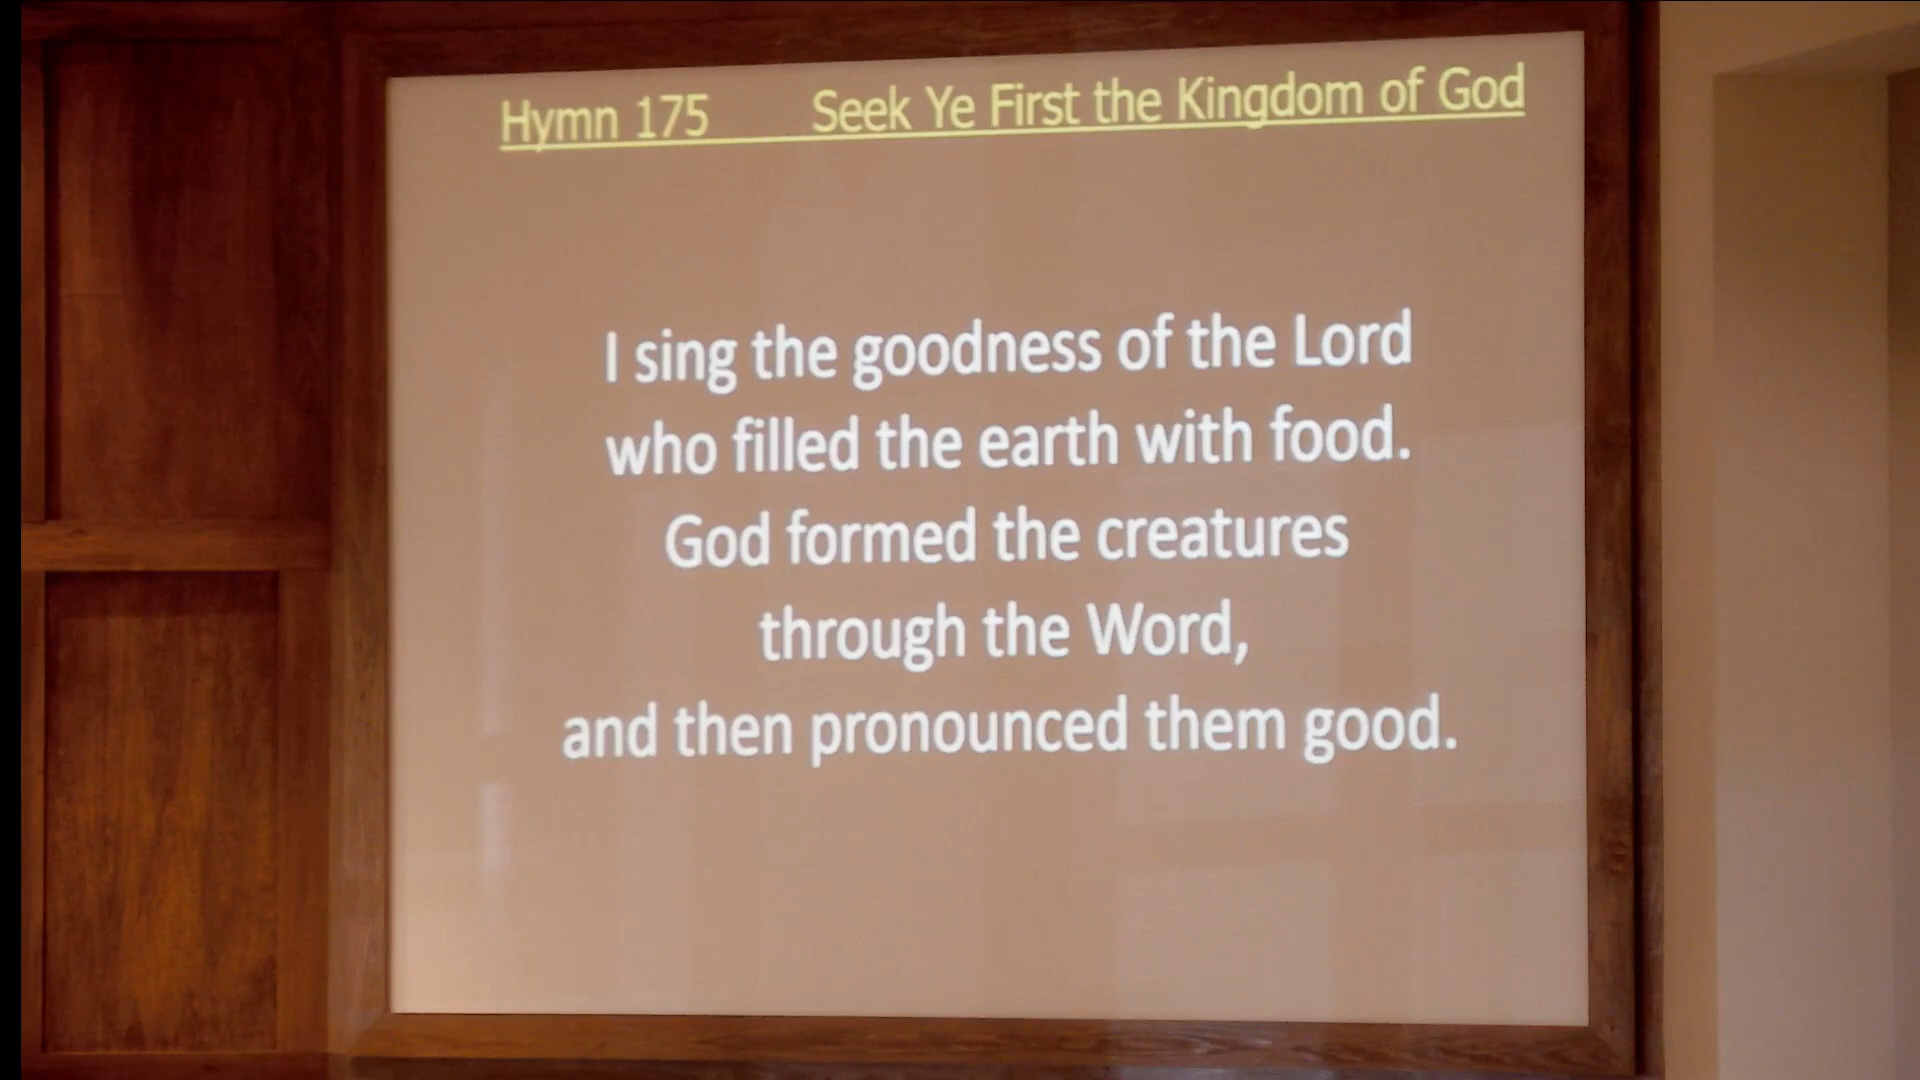 Hymn 175 Seek Ye First the Kingdom of God
I sing the goodness of the Lord
who filled the earth with food.
God formed the creatures
through the Word,
and then pronounced them good.